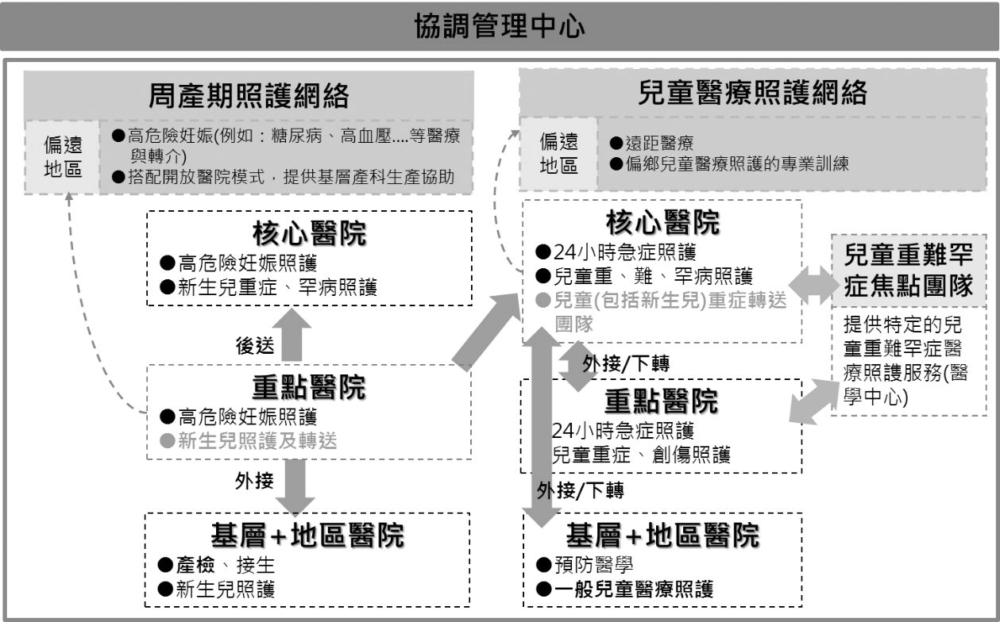 協調管理中心
周產期照護網絡
偏遠
地區
●高危險妊娠(例如：糖尿病、高血壓....等醫療
與轉介)
●搭配開放醫院模式，提供基層產科生產協助
核心醫院
●高危險妊娠照護
●新生兒重症、罕病照護
後送
重點醫院
●高危險妊娠照護
●新生兒照護及轉送
外接
基層+地區醫院
●產檢、接生
●新生兒照護
兒童醫療照護網絡
偏遠
地區
●遠距醫療
●偏鄉兒童醫療照護的專業訓練
核心醫院
●24小時急症照護
●兒童重、難、罕病照護
●兒童(包括新生兒)重症轉送
團隊
外接/下轉
重點醫院
24小時急症照護
兒童重症、創傷照護
外接/下轉
基層+地區醫院
●預防醫學
●一般兒童醫療照護
兒童重難罕
症焦點團隊
提供特定的兒
童重難罕症醫
療照護服務(醫
學中心)